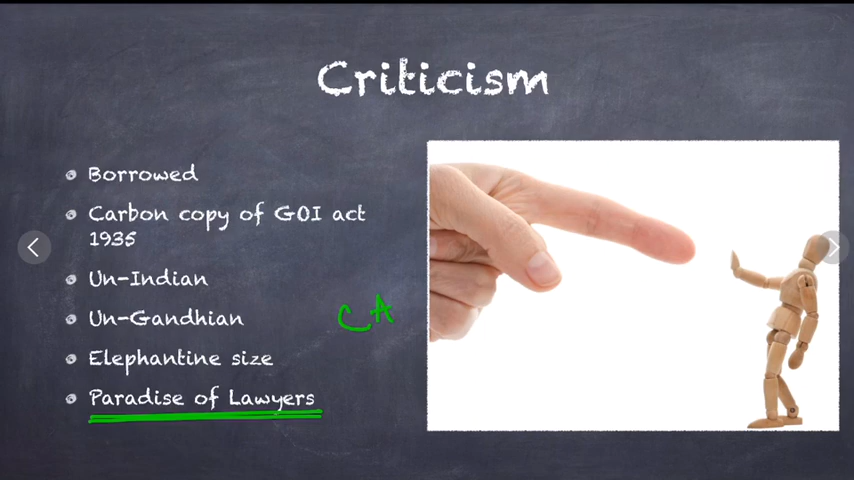 Criticism
Borrowed
Carbon copy of GOI act
1935
Un-Indian
Un-Gandhian
CA
Elephantine size
Paradise of Lawyers